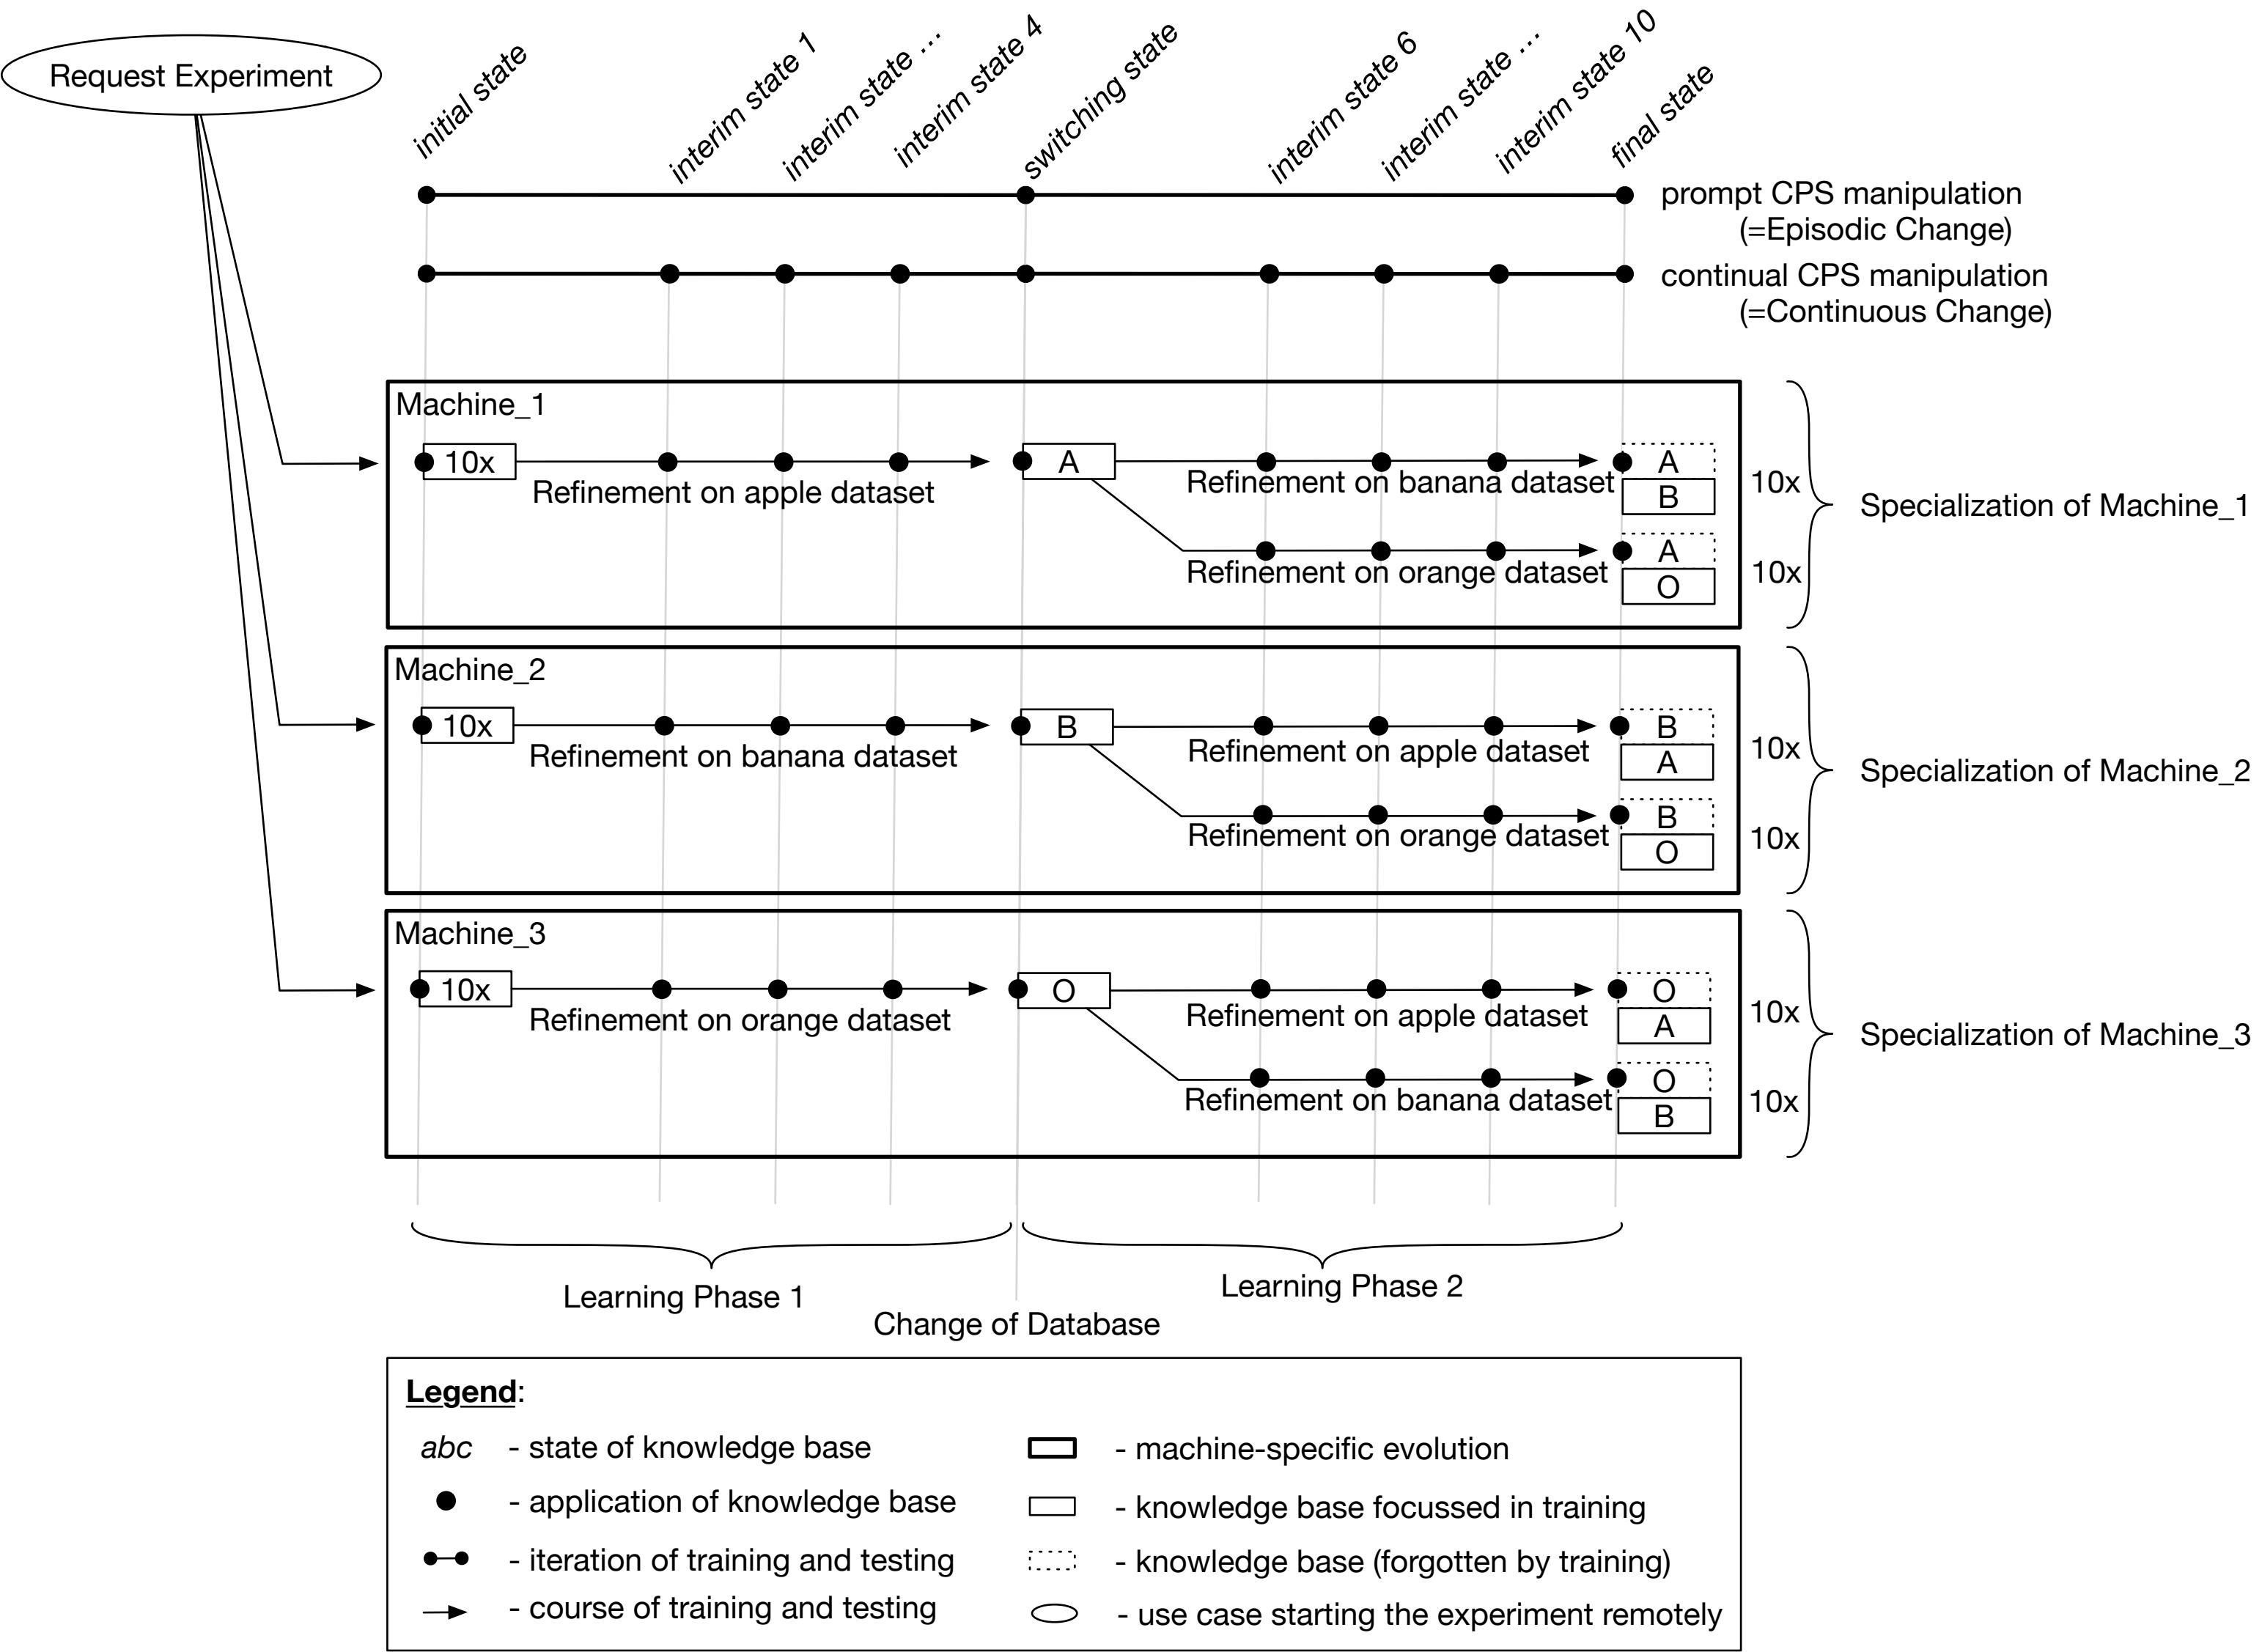 Request Experiment
initial state
interim state 1
interim state ...
interim state 4
switching state
interim state 6
interim state ...
interim state 10
final state
prompt CPS manipulation
(=Episodic Change)
continual CPS manipulation
(=Continuous Change)
Machine_1
10x
Refinement on apple dataset
A
Refinement on banana dataset
A
B
10x
Refinement on orange dataset
A
O
10x
Specialization of Machine_1
Machine_2
10x
Refinement on banana dataset
B
Refinement on apple dataset
B
A
10x
Refinement on orange dataset
B
O
10x
Specialization of Machine_2
Machine_3
10x
Refinement on orange dataset
O
Refinement on apple dataset
O
A
10x
Refinement on banana dataset
O
B
10x
Specialization of Machine_3
Learning Phase 1
Learning Phase 2
Change of Database
Legend:
abc - state of knowledge base
- application of knowledge base
- iteration of training and testing
- course of training and testing
- machine-specific evolution
- knowledge base focussed in training
- knowledge base (forgotten by training)
- use case starting the experiment remotely